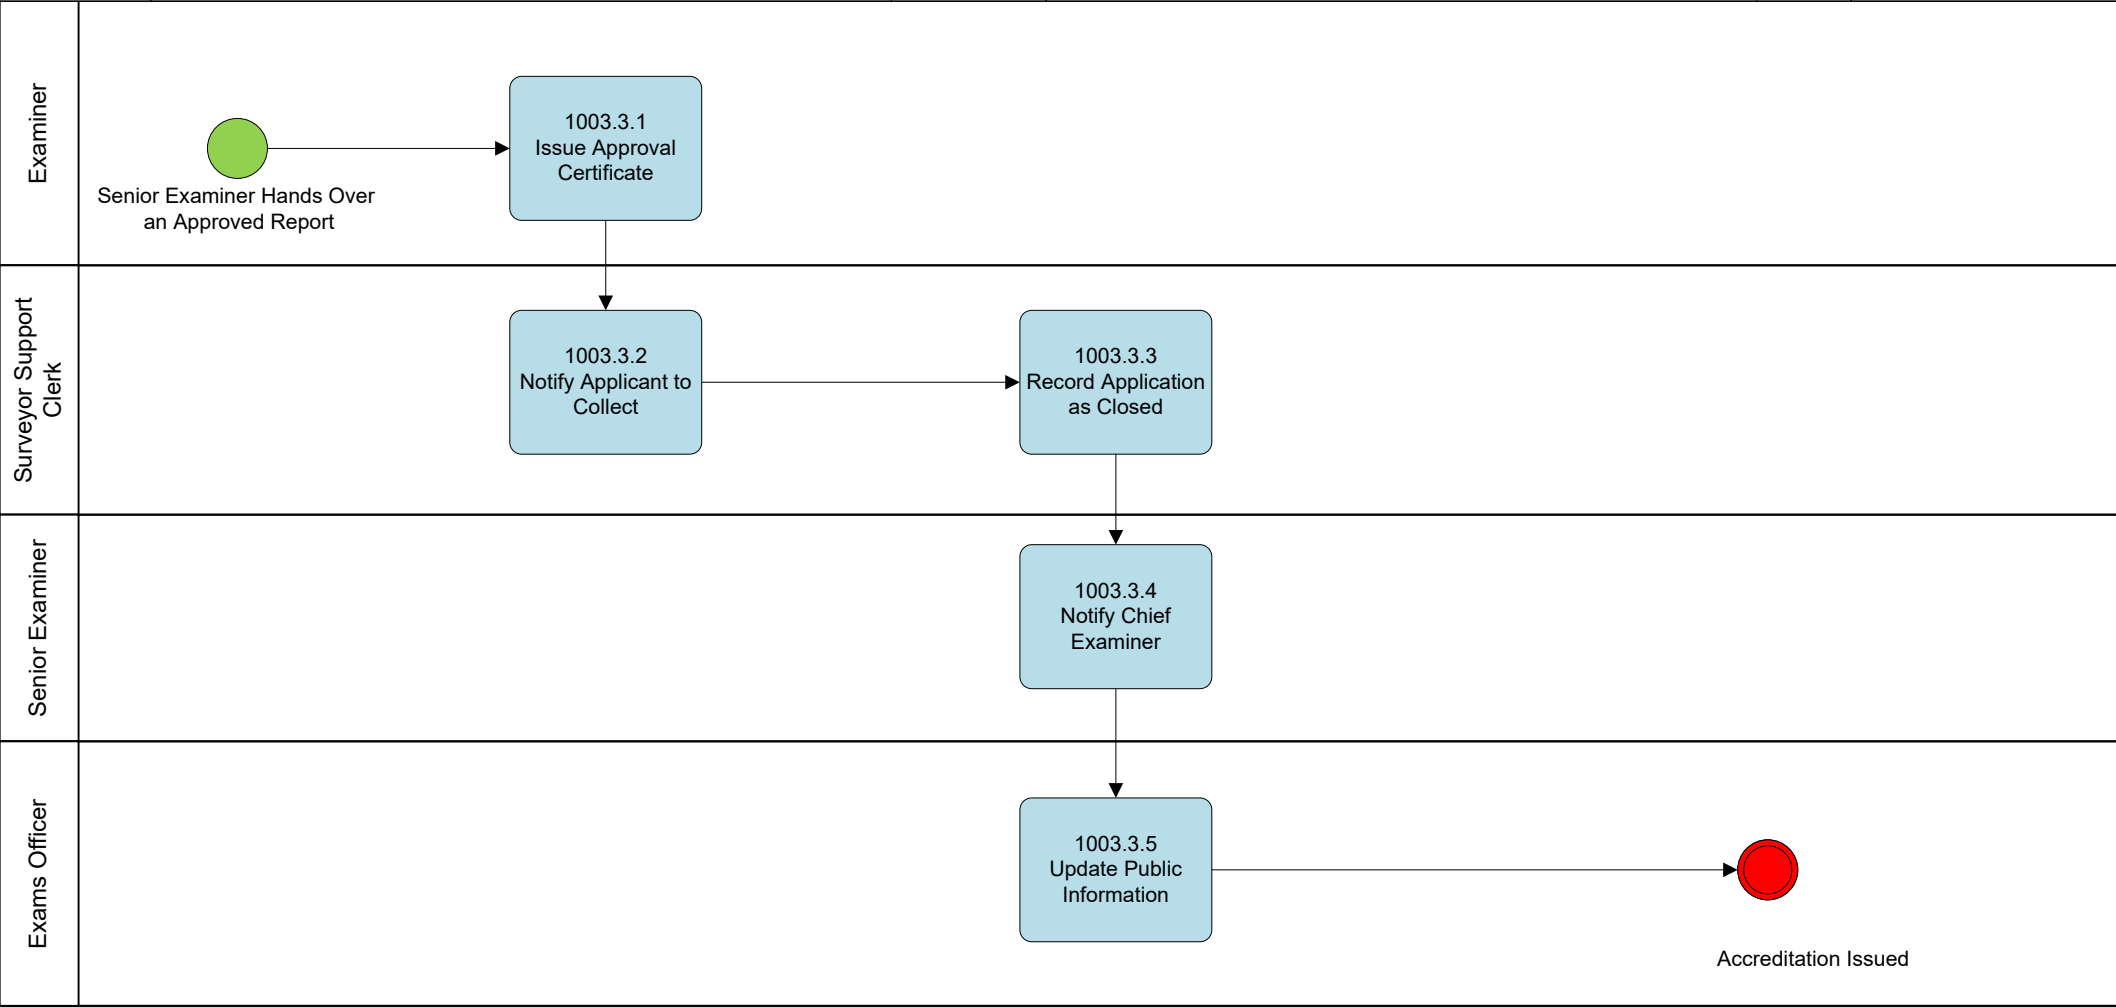 Examiner
Senior Examiner Hands Over
an Approved Report
1003.3.1
Issue Approval
Certificate
Surveyor Support
Clerk
1003.3.2
Notify Applicant to
Collect
1003.3.3
Record Application
as Closed
Senior Examiner
1003.3.4
Notify Chief
Examiner
Exams Officer
1003.3.5
Update Public
Information
Accreditation Issued